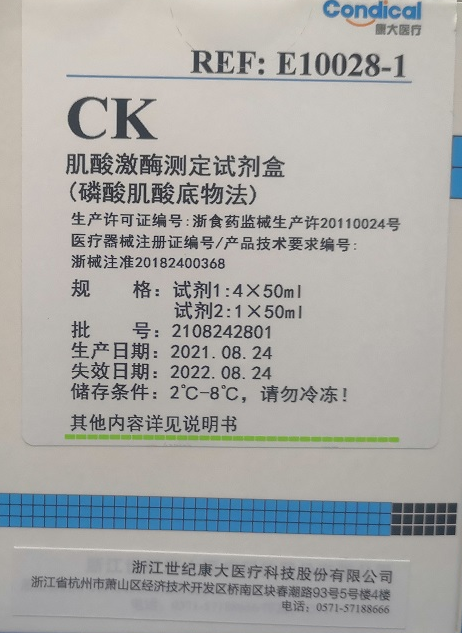 Condical
康大医疗
REF: E10028-1
CK
肌酸激酶测定试剂盒
(磷酸肌酸底物法)
生产许可证编号:浙食药监械生产许20110024号
医疗器械注册证编号/产品技术要求编号:
浙械注准20182400368
规 格: 试剂1:4×50ml
试剂2:1×50ml
批 号: 2108242801
生产日期: 2021.08.24
失效日期: 2022.08.24
储存条件: 2℃-8℃, 请勿冷冻!
其他内容详见说明书
浙江世纪康大医疗科技股份有限公司
浙江省杭州市萧山区经济技术开发区桥南区块春潮路93号5号楼4楼
电话: 0571-57188666